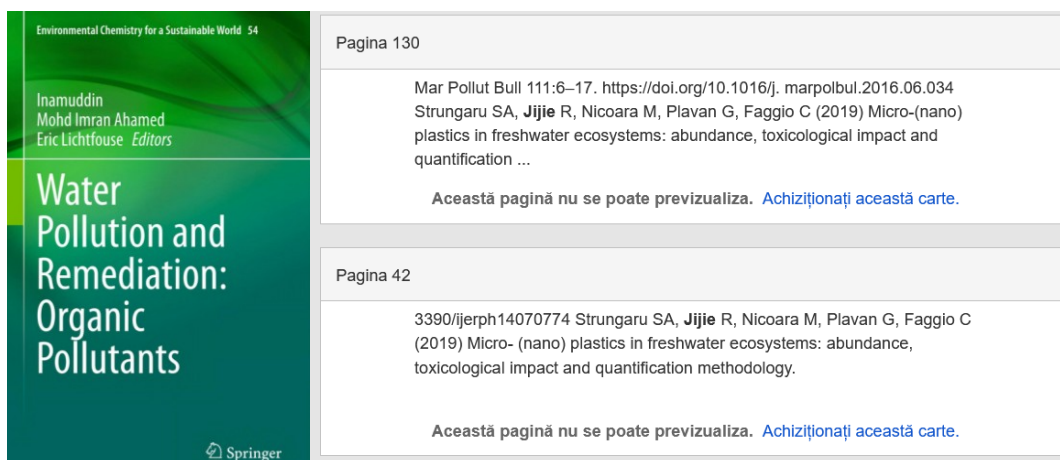 Environmental Chemistry for a Sustainable World 54
Inamuddin
Mohd Imran Ahamed
Eric Lichtfouse Editors
Water
Pollution and
Remediation:
Organic
Pollutants
Springer
Pagina 130
Mar Pollut Bull 111:6–17. https://doi.org/10.1016/j. marpolbul.2016.06.034
Strungaru SA, Jijie R, Nicoara M, Plavan G, Faggio C (2019) Micro-(nano)
plastics in freshwater ecosystems: abundance, toxicological impact and
quantification ...
Această pagină nu se poate previzualiza. Achiziționați această carte.
Pagina 42
3390/ijerph14070774 Strungaru SA, Jijie R, Nicoara M, Plavan G, Faggio C
(2019) Micro- (nano) plastics in freshwater ecosystems: abundance,
toxicological impact and quantification methodology.
Această pagină nu se poate previzualiza. Achiziționați această carte.